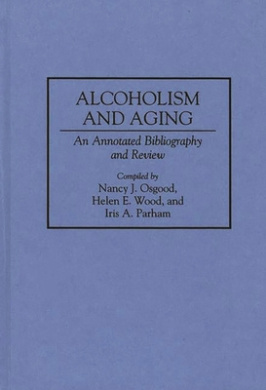 ALCOHOLISM
AND AGING
An Annotated Bibliography
and Review
Compiled by
Nancy J. Osgood,
Helen E. Wood, and
Iris A. Parham